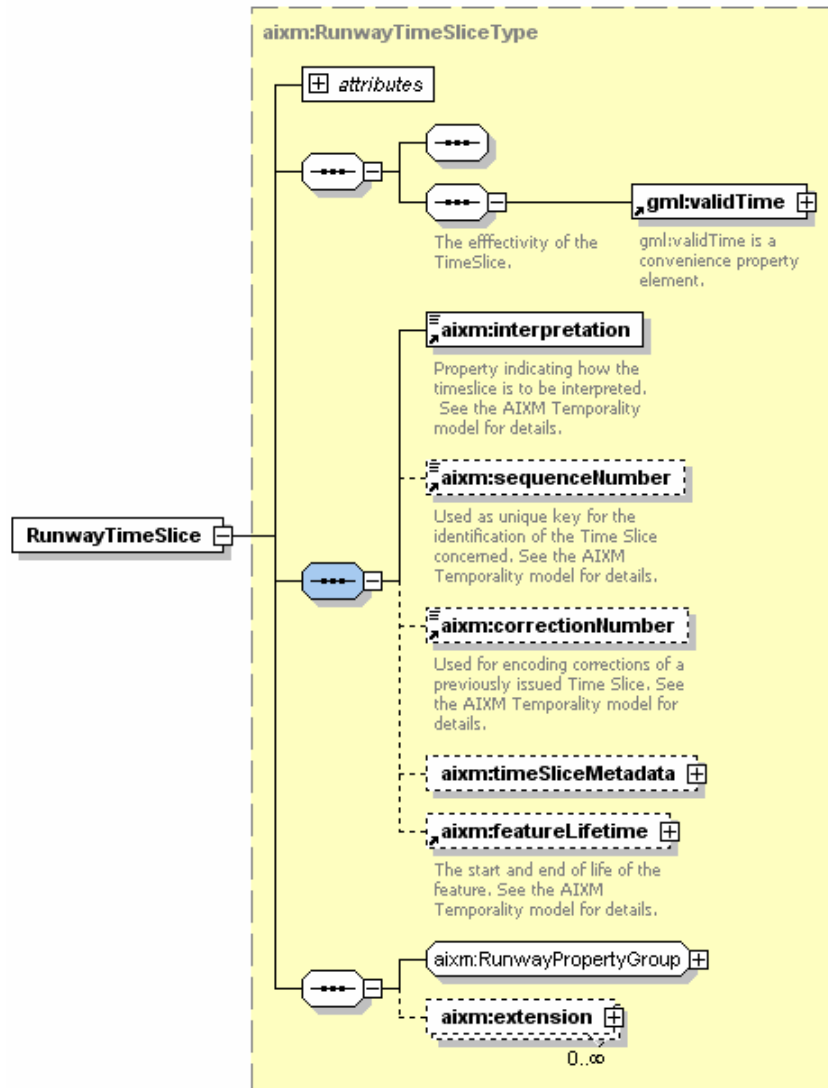 aixm:RunwayTimeSliceType
attributes
gml:validTime
The efffectivity of the
TimeSlice.
gml:validTime is a
convenience property
element.
aixm:interpretation
Property indicating how the
timeslice is to be interpreted.
See the AIXM Temporality
model for details.
aixm:sequenceNumber
Used as unique key for the
identification of the Time Slice
concerned. See the AIXM
Temporality model for details.
RunwayTimeSlice
aixm:correctionNumber
Used for encoding corrections of a
previously issued Time Slice. See
the AIXM Temporality model for
details.
aixm:timeSliceMetadata
aixm:featureLifetime
The start and end of life of the
feature. See the AIXM
Temporality model for details.
aixm:RunwayPropertyGroup
aixm:extension
0..∞